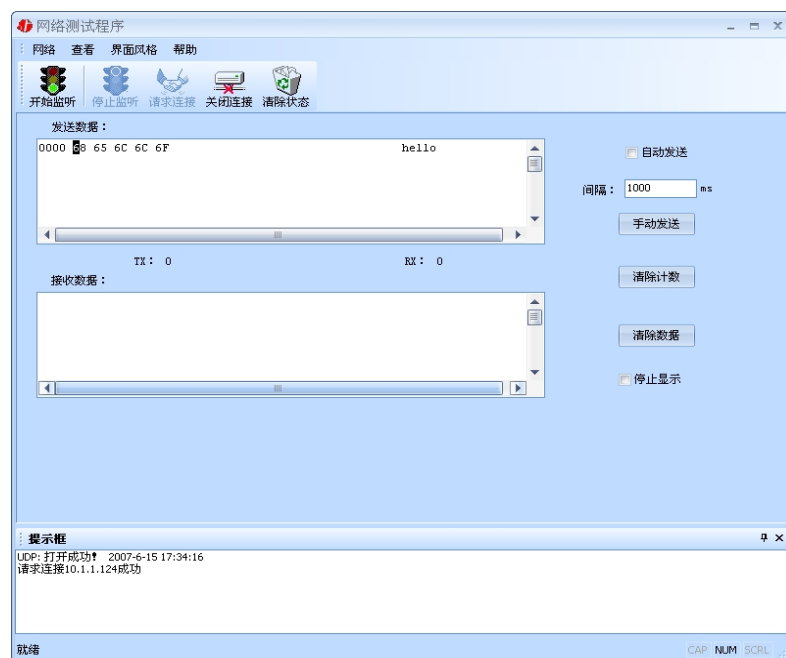 网络测试程序
网络 查看 界面风格 帮助
开始监听 停止监听 请求连接 关闭连接 清除状态
发送数据：
0000 68 65 6C 6C 6F hello
自动发送
间隔： 1000 ms
手动发送
TX： 0 RX： 0
接收数据：
清除计数
清除数据
停止显示
提示框
UDP: 打开成功! 2007-6-15 17:34:16
请求连接10.1.1.124成功
就绪 CAP NUM SCRL